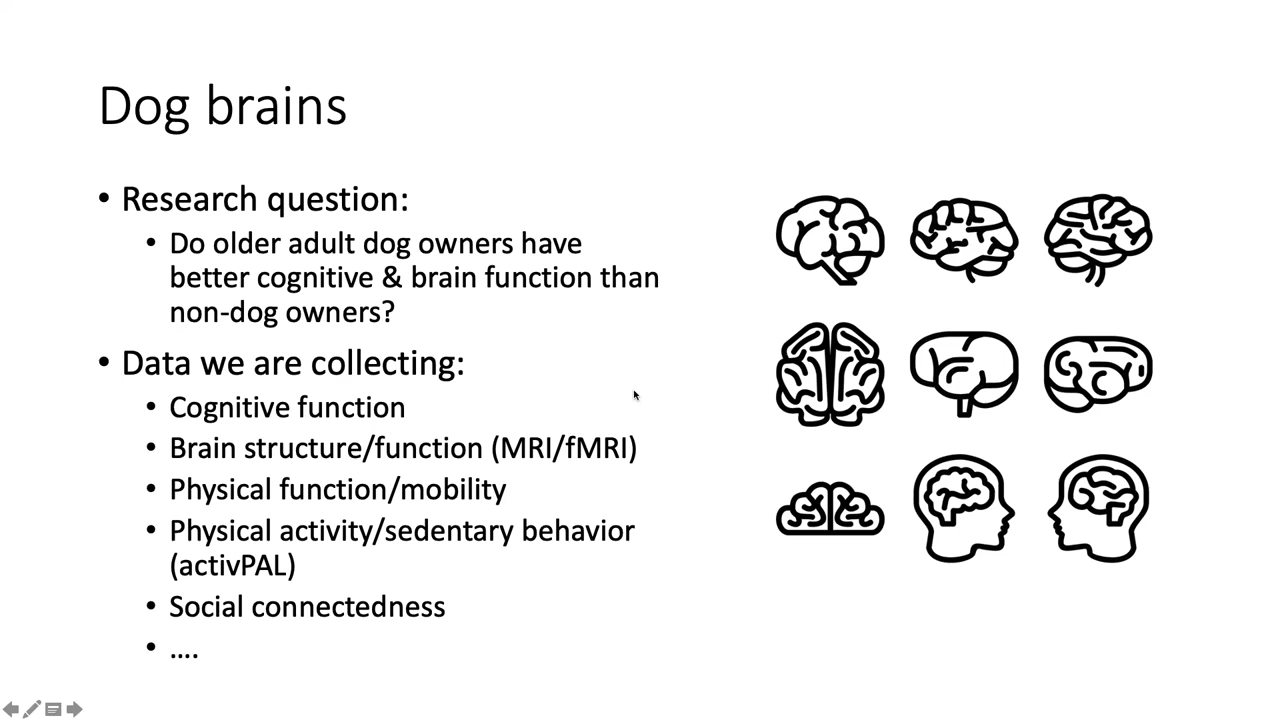 Dog brains
• Research question:
• Do older adult dog owners have
better cognitive & brain function than
non-dog owners?
• Data we are collecting:
• Cognitive function
• Brain structure/function (MRI/fMRI)
• Physical function/mobility
• Physical activity/sedentary behavior
(activPAL)
• Social connectedness
• ....